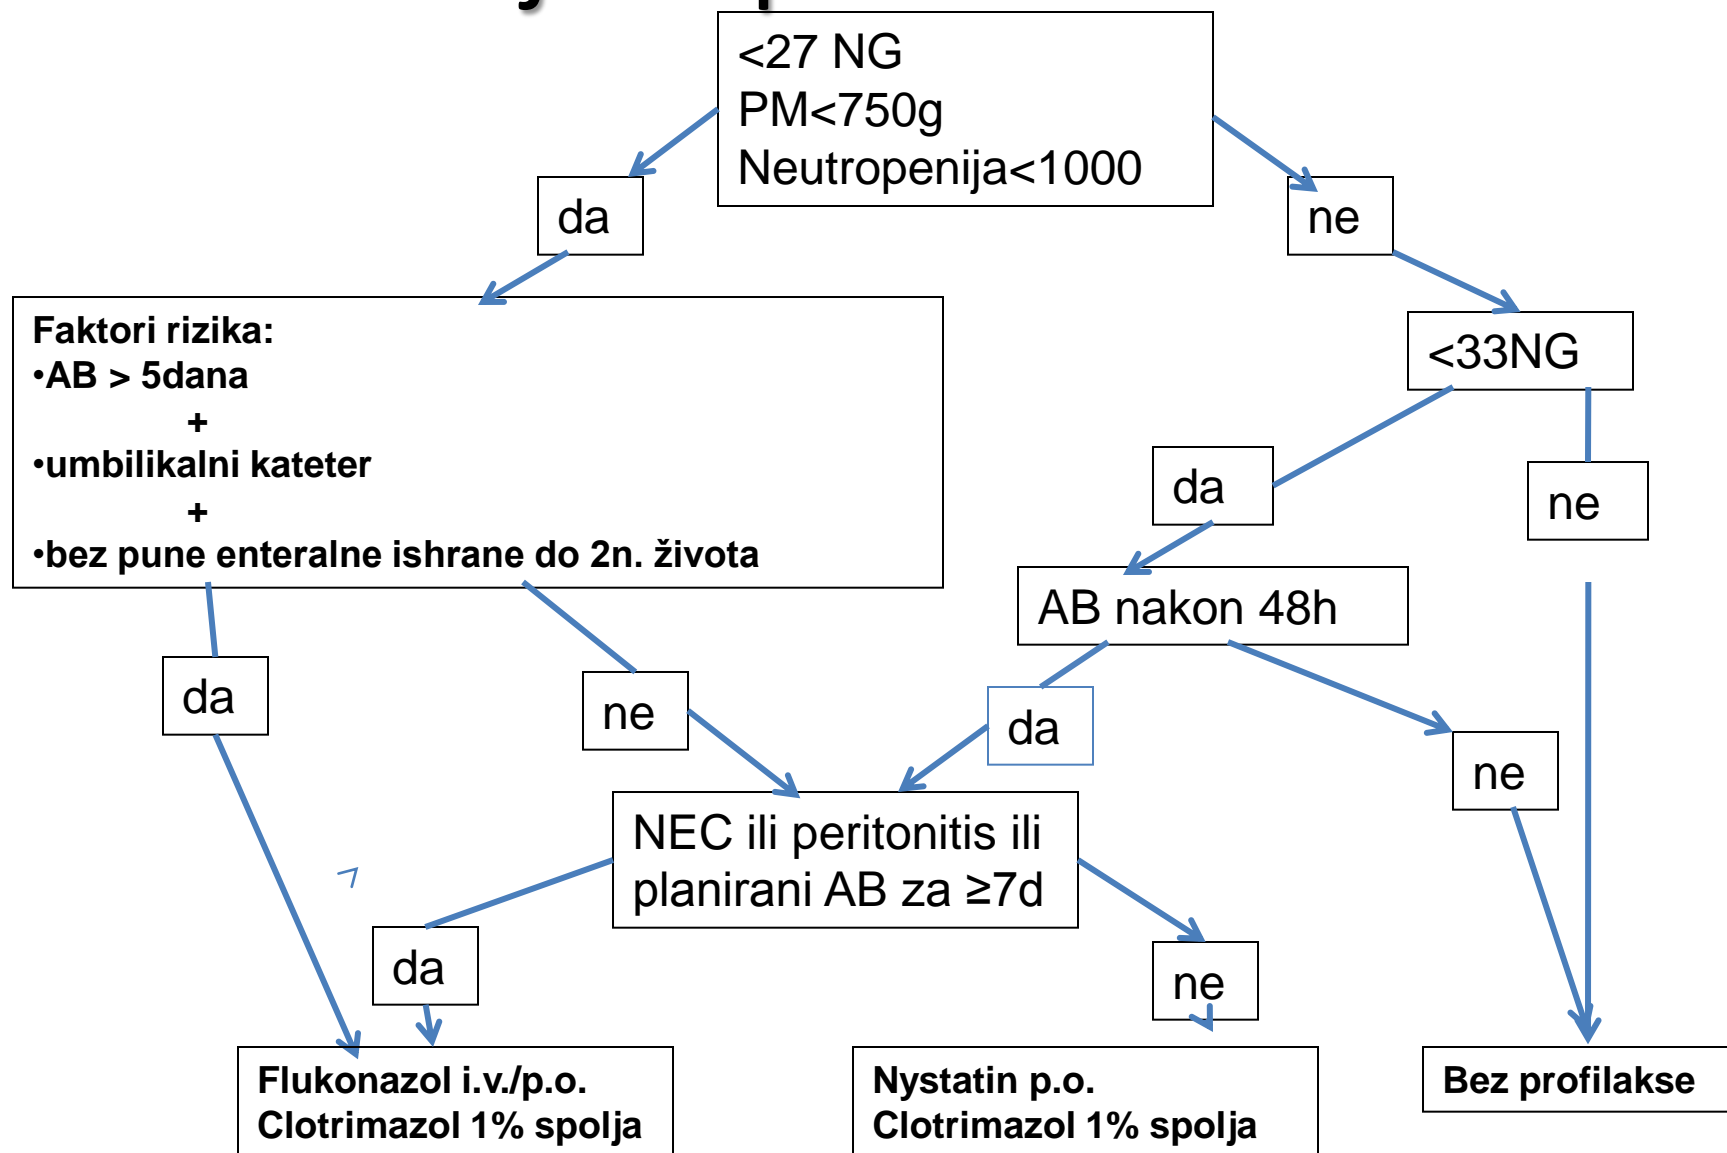 <27 NG
PM<750g
Neutropenija<1000
da
ne
Faktori rizika:
•AB > 5dana
+
•umbilikalni kateter
+
•bez pune enteralne ishrane do 2n. života
<33NG
da
ne
AB nakon 48h
da
ne
da
ne
NEC ili peritonitis ili
planirani AB za ≥7d
da
ne
Flukonazol i.v./p.o.
Clotrimazol 1% spolja
Nystatin p.o.
Clotrimazol 1% spolja
Bez profilakse